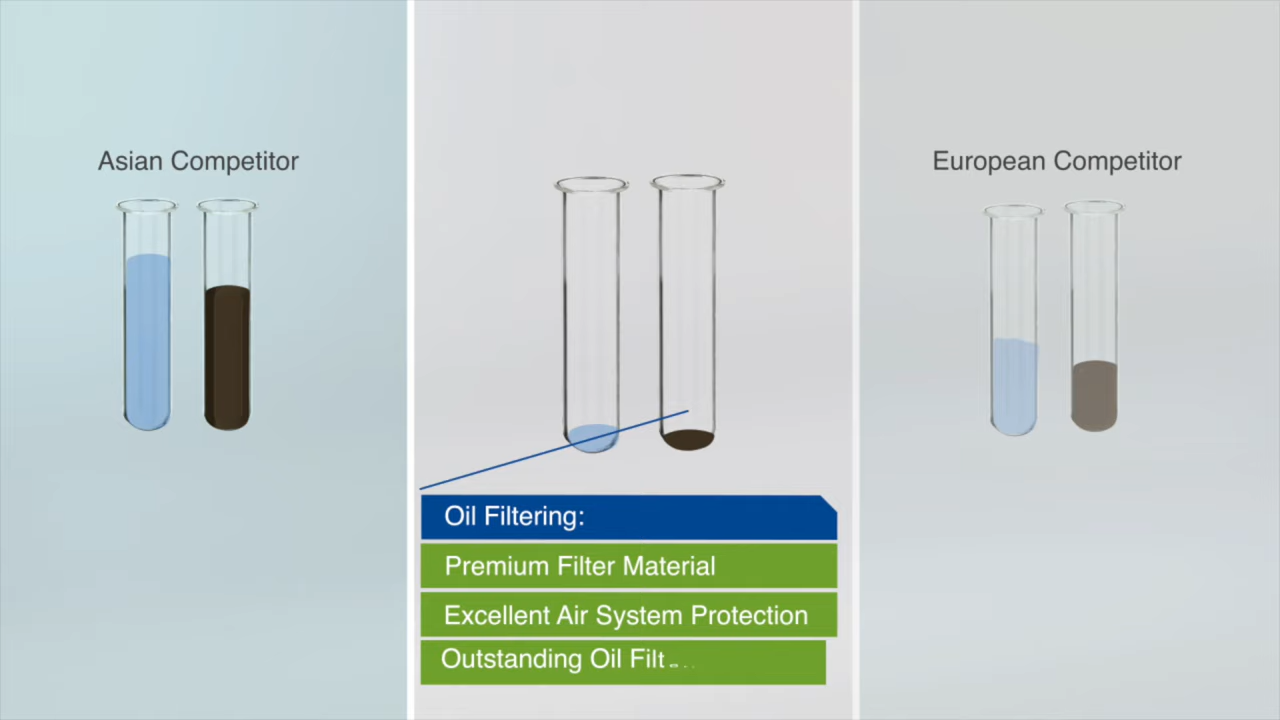 Asian Competitor
European Competitor
Oil Filtering:
Premium Filter Material
Excellent Air System Protection
Outstanding Oil Filt